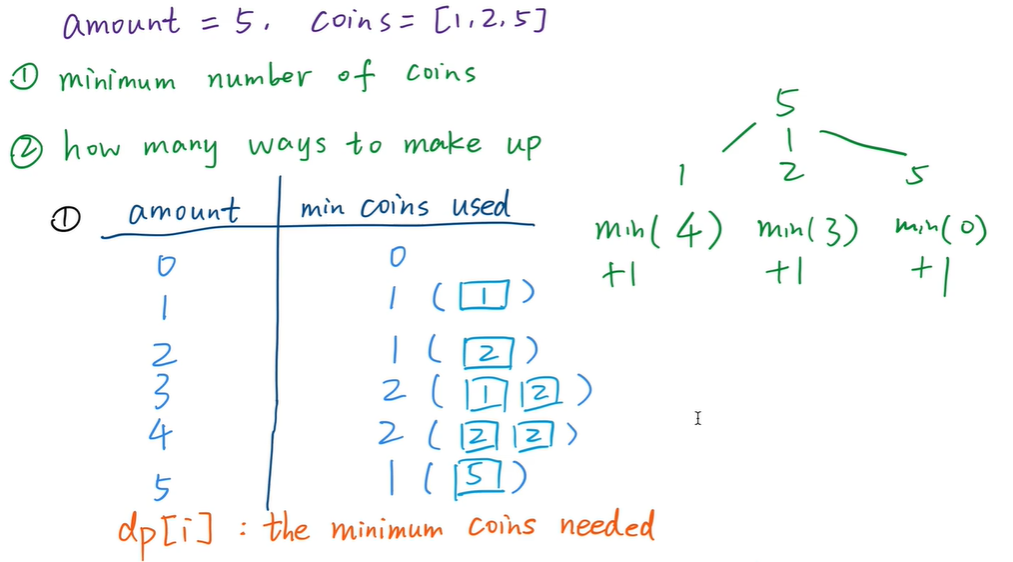 amount = 5. coins = [1, 2, 5]
① minimum number of coins
② how many ways to make up
① amount min coins used
0 0
1 1 ( 1 )
2 1 ( 2 )
3 2 ( 1 2 )
4 2 ( 2 2 )
5 1 ( 5 )
dp[i] : the minimum coins needed
5
1 2 5
min( 4 ) min( 3 ) min( 0 )
+1 +1 +1